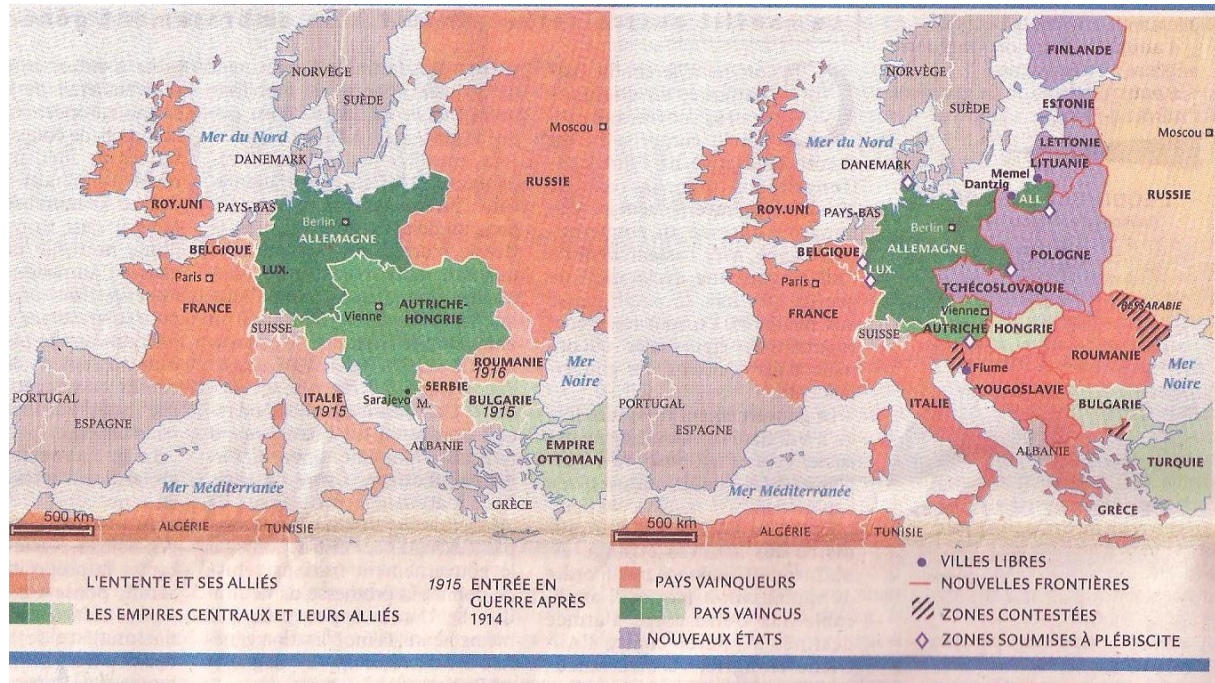 NORVÈGE
SUÈDE
Mer du Nord
DANEMARK
Moscou
RUSSIE
ROY.UNI
PAYS-BAS
Berlin
ALLEMAGNE
BELGIQUE
LUX.
Paris
FRANCE
AUTRICHE-
HONGRIE
Vienne
SUISSE
ROUMANIE
1916
Mer
Noire
SERBIE
ITALIE
1915
Sarajevo
M.
BULGARIE
1915
PORTUGAL
ESPAGNE
ALBANIE
EMPIRE
OTTOMAN
Mer Méditerranée
GRÈCE
500 km
ALGÉRIE
TUNISIE
L'ENTENTE ET SES ALLIÉS
LES EMPIRES CENTRAUX ET LEURS ALLIÉS
1915 ENTRÉE EN
GUERRE APRÈS
1914
FINLANDE
NORVÈGE
SUÈDE
ESTONIE
Moscou
Mer du Nord
LETTONIE
DANEMARK
LITUANIE
Memel
Dantzig
ALL.
RUSSIE
ROY.UNI
PAYS-BAS
Berlin
ALLEMAGNE
BELGIQUE
POLOGNE
LUX.
Paris
TCHÉCOSLOVAQUIE
BESSARABIE
FRANCE
Vienne
AUTRICHE
HONGRIE
SUISSE
ROUMANIE
Mer
Noire
Fiume
YOUGOSLAVIE
ITALIE
BULGARIE
PORTUGAL
ESPAGNE
ALBANIE
TURQUIE
Mer Méditerranée
GRÈCE
500 km
ALGÉRIE
TUNISIE
PAYS VAINQUEURS
PAYS VAINCUS
NOUVEAUX ÉTATS
VILLES LIBRES
NOUVELLES FRONTIÈRES
ZONES CONTESTÉES
ZONES SOUMISES À PLÉBISCITE